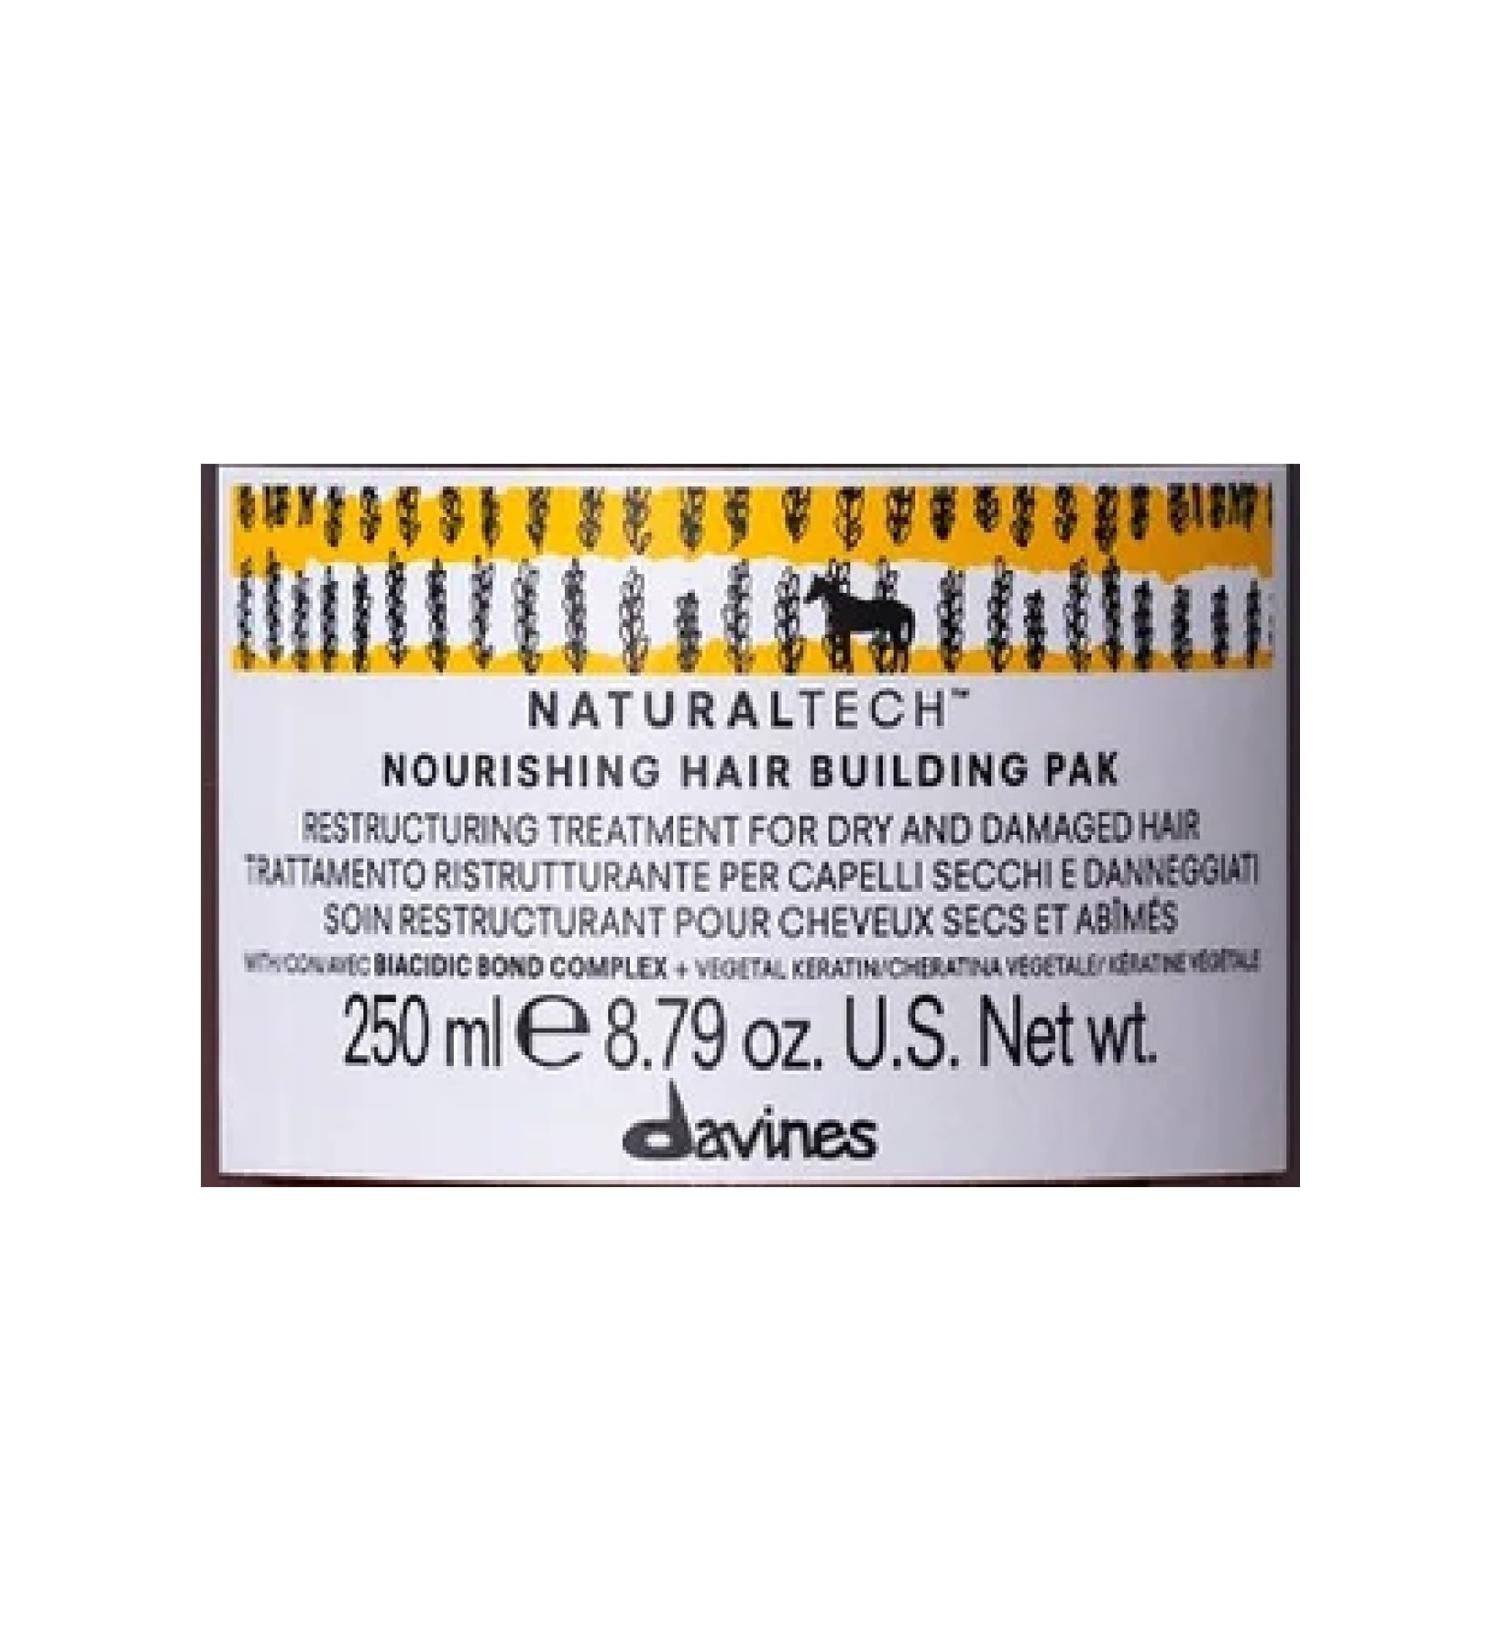 NATURALTECH™
NOURISHING HAIR BUILDING PAK
RESTRUCTURING TREATMENT FOR DRY AND DAMAGED HAIR
TRATTAMENTO RISTRUTTURANTE PER CAPELLI SECCHI E DANNEGGIATI
SOIN RESTRUCTURANT POUR CHEVEUX SECS ET ABÎMÉS
WITH/CON/AVEC BIACIDIC BOND COMPLEX + VEGETAL KERATIN/CHERATINA VEGETALE/ KÉRATINE VÉGÉTALE
250 ml ℮ 8.79 oz. U.S. Net wt.
davines